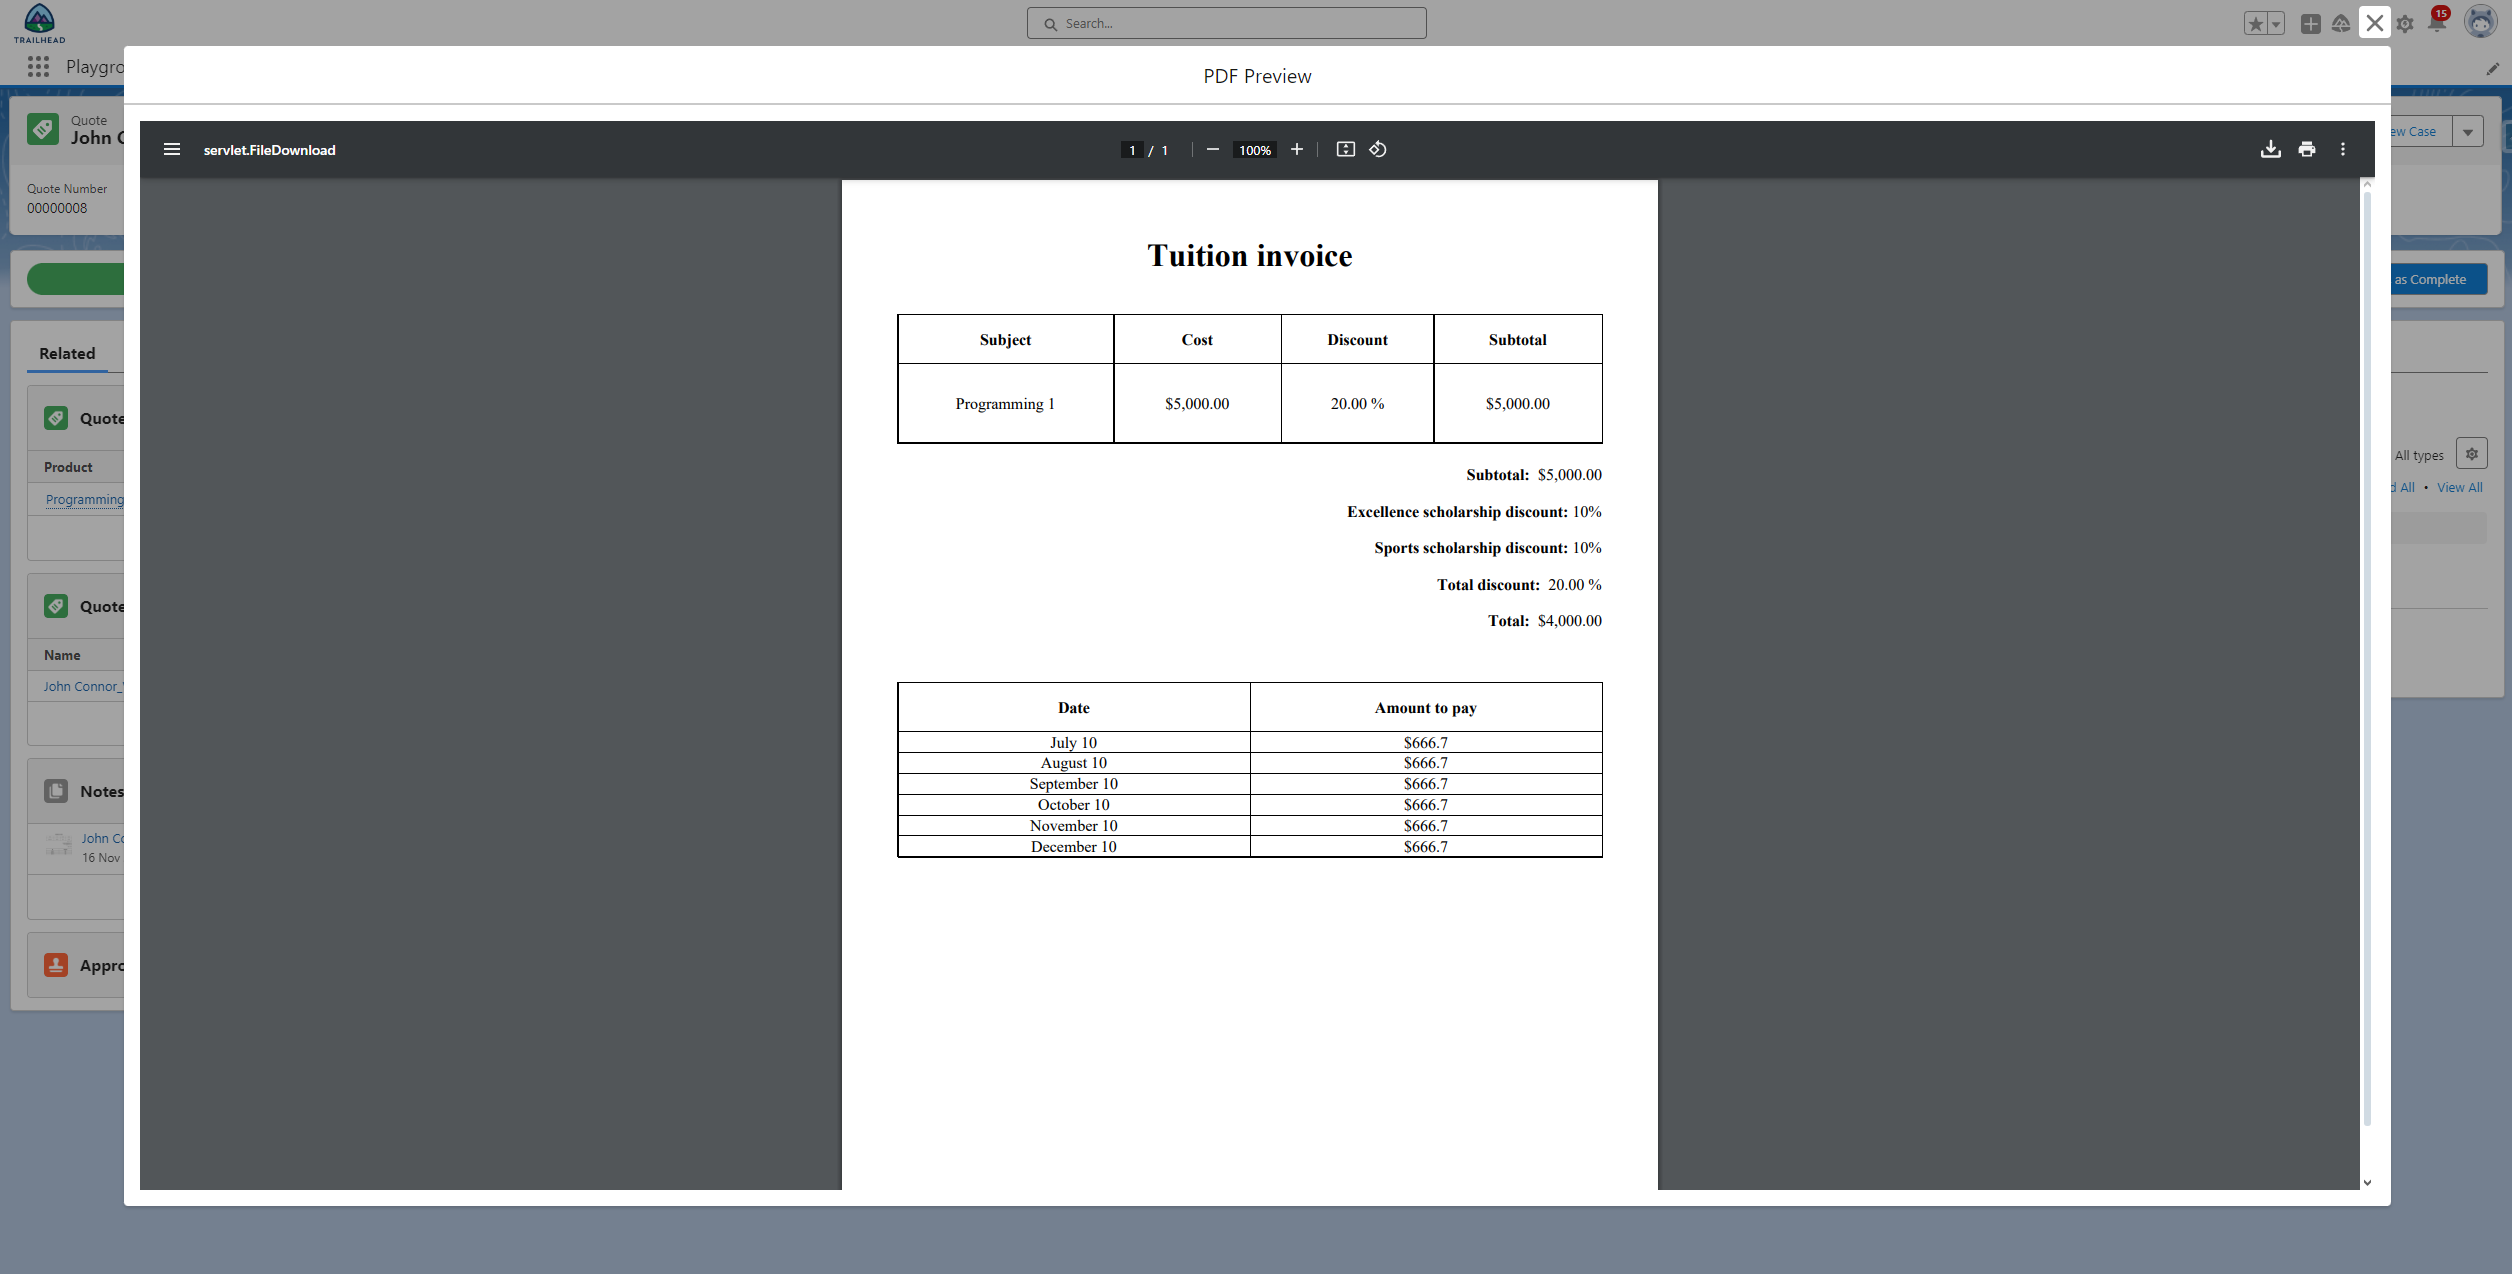 TRAILHEAD
Search...
15
Playgro
PDF Preview
Quote
John C
ew Case
servlet.FileDownload
1 / 1
100%
Quote Number
00000008
as Complete
Tuition invoice
Subject Cost Discount Subtotal
Programming 1 $5,000.00 20.00 % $5,000.00
Subtotal: $5,000.00
Excellence scholarship discount: 10%
Sports scholarship discount: 10%
Total discount: 20.00 %
Total: $4,000.00
Date Amount to pay
July 10 $666.7
August 10 $666.7
September 10 $666.7
October 10 $666.7
November 10 $666.7
December 10 $666.7
Related
Quote
Product
Programming
Quote
Name
John Connor_
Notes
John Co
16 Nov
Appro
All types
d All • View All